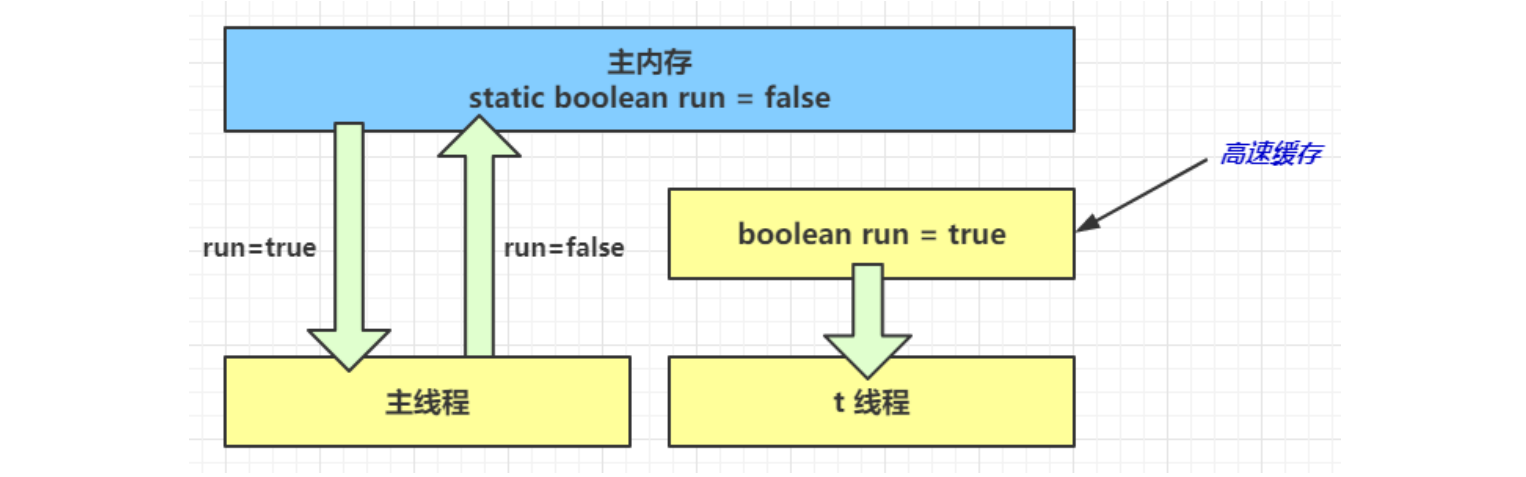 主内存
static boolean run = false
高速缓存
boolean run = true
run=true
run=false
主线程
t 线程